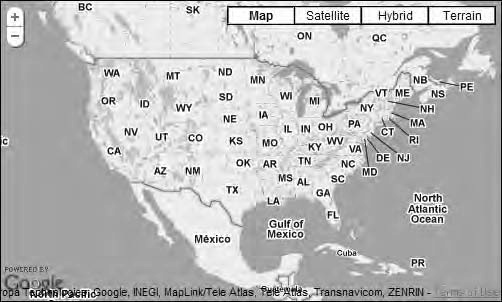 BC
SK
ON
QC
Map Satellite Hybrid Terrain
WA MT ND MN VT ME NB NS PE
OR ID WY SD WI MI NY NH
NV UT CO NE IA IL IN OH PA MA
CA KS MO KY WV VA CT RI
AZ NM OK AR TN NC DE NJ
TX MS AL SC MD
LA GA
FL
North
Atlantic
Ocean
Gulf of
Mexico
México
Cuba
PR
Guatemala
POWERED BY
Google
North Pacific
Google, INEGI, MapLink/Tele Atlas, Tele Atlas, Transnavicom, ZENRIN - Terms of Use